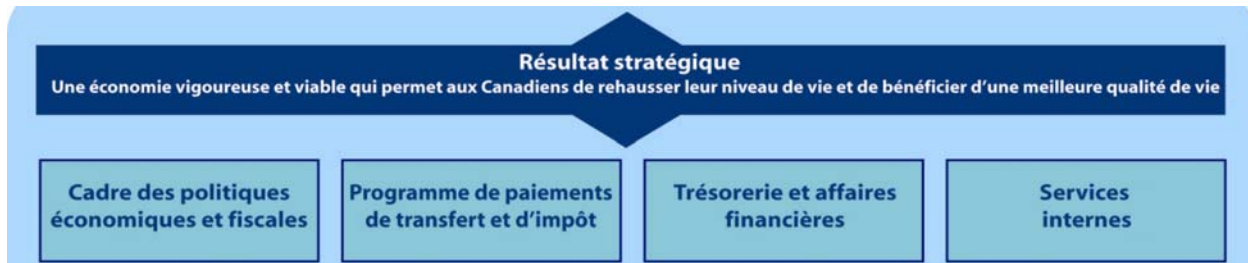 Résultat stratégique
Une économie vigoureuse et viable qui permet aux Canadiens de rehausser leur niveau de vie et de bénéficier d'une meilleure qualité de vie
Cadre des politiques
économiques et fiscales
Programme de paiements
de transfert et d'impôt
Trésorerie et affaires
financières
Services
internes